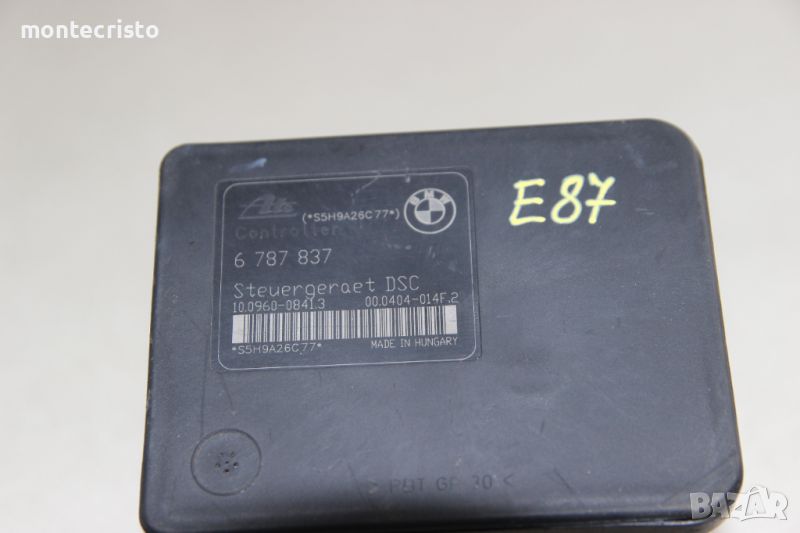 montecristo
Ate
(*S5H9A26C77*)
BMW
E87
Controller
6 787 837
Steuergeraet DSC
10.0960-0841.3 00.0404-014F.2
*S5H9A26C77*
MADE IN HUNGARY
> PBT GF 30 <
BAZAR